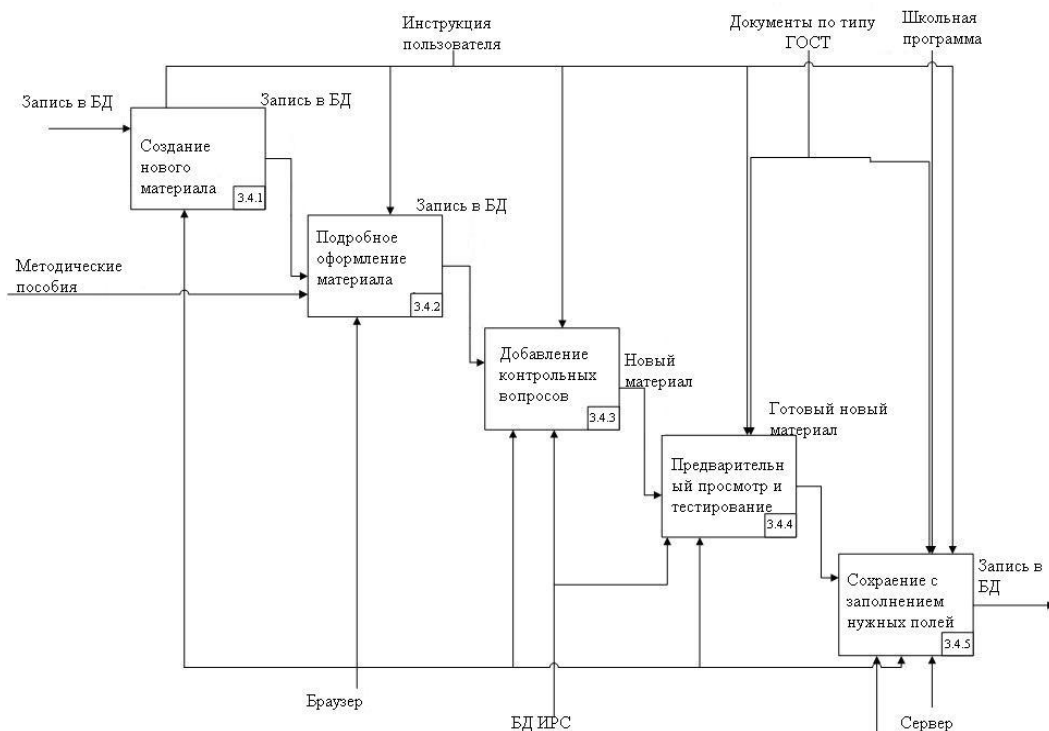 Инструкция
пользователя
Документы по типу
ГОСТ
Школьная
программа
Запись в БД
Запись в БД
Создание
нового
материала
3.4.1
Запись в БД
Подробное
оформление
материала
3.4.2
Методические
пособия
Добавление
контрольных
вопросов
3.4.3
Новый
материал
Готовый новый
материал
Предварительн
ый просмотр и
тестирование
3.4.4
Сохраение с
заполнением
нужных полей
3.4.5
Запись в
БД
Браузер
БД ИРС
Сервер